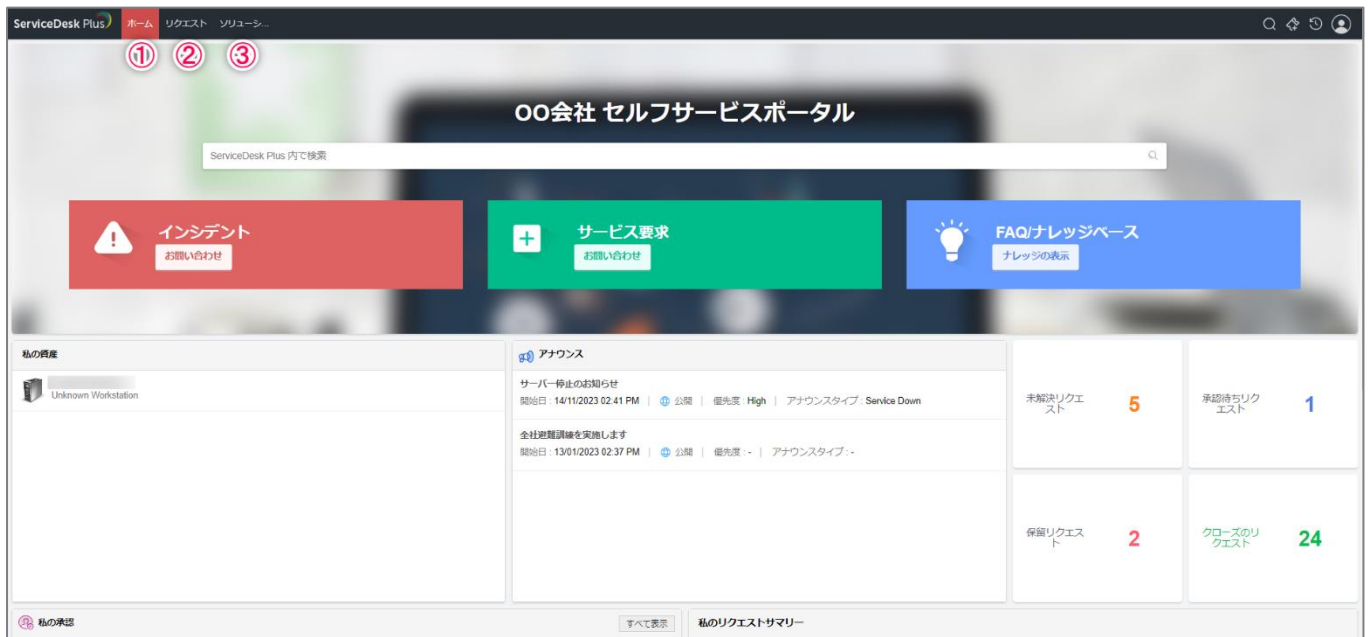 ServiceDesk Plus ホーム リクエスト ソリューシ...
① ② ③
OO会社 セルフサービスポータル
ServiceDesk Plus 内で検索
インシデント
お問い合わせ
サービス要求
お問い合わせ
FAQ/ナレッジベース
ナレッジの表示
私の資産
Unknown Workstation
アナウンス
サーバー停止のお知らせ
開始日 : 14/11/2023 02:41 PM | 公開 | 優先度 : High | アナウンスタイプ : Service Down
全社避難訓練を実施します
開始日 : 13/01/2023 02:37 PM | 公開 | 優先度 : - | アナウンスタイプ : -
未解決リクエ
スト
5
承認待ちリク
エスト
1
保留リクエス
ト
2
クローズのリ
クエスト
24
私の承認
すべて表示
私のリクエストサマリー